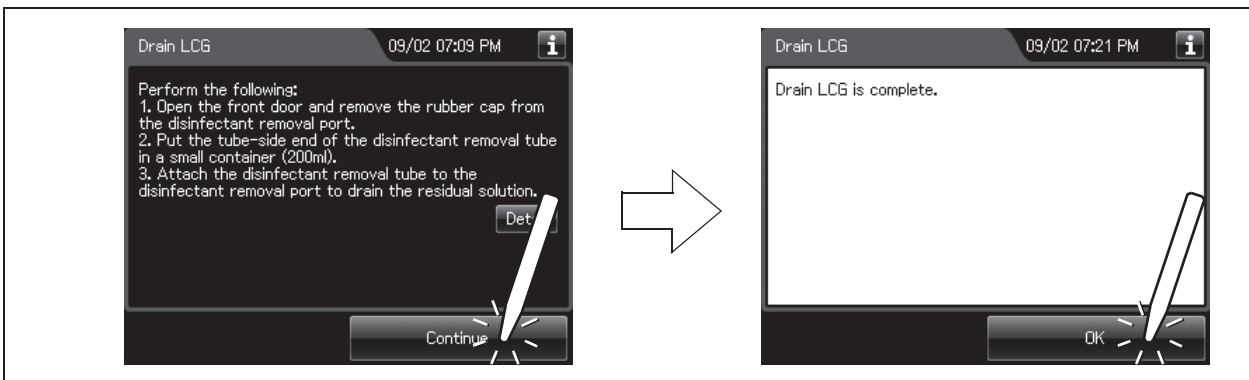 Drain LCG 09/02 07:09 PM i
Perform the following:
1. Open the front door and remove the rubber cap from
the disinfectant removal port.
2. Put the tube-side end of the disinfectant removal tube
in a small container (200ml).
3. Attach the disinfectant removal tube to the
disinfectant removal port to drain the residual solution.
Continue
Drain LCG 09/02 07:21 PM i
Drain LCG is complete.
OK